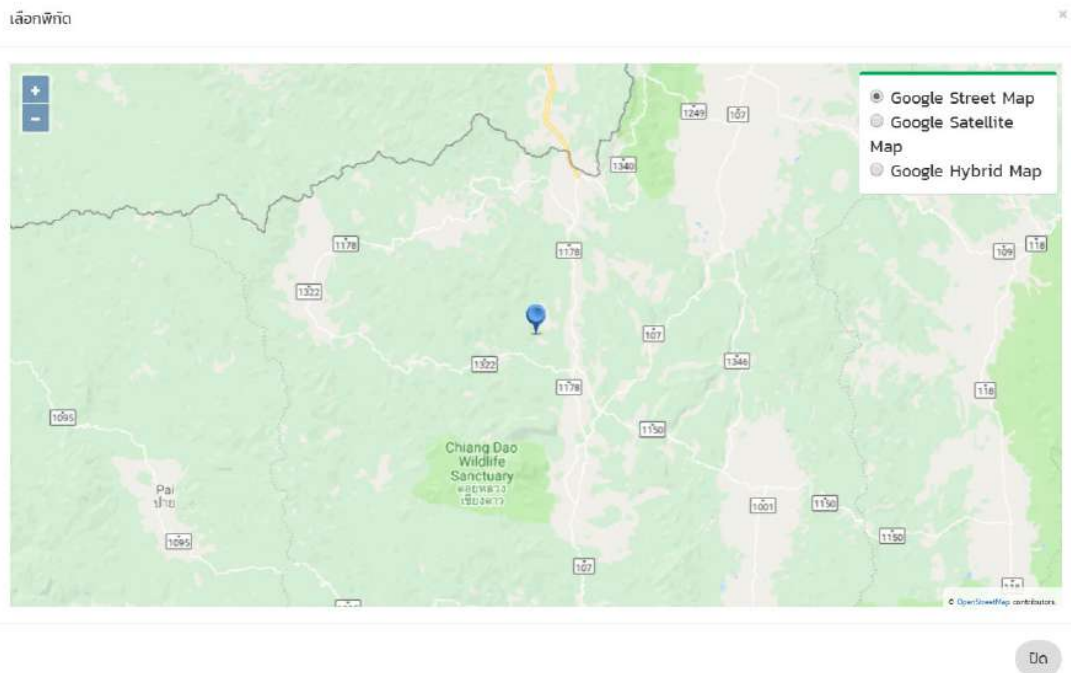 เลือกพิกัด
×
+
-
Google Street Map
Google Satellite
Map
Google Hybrid Map
1249
107
1340
1178
1178
109
118
1322
107
1322
1346
1178
118
1095
1150
Chiang Dao
Wildlife
Sanctuary
ดอยหลวง
เชียงดาว
Pai
ปาย
1001
1150
1095
1150
107
© OpenStreetMap contributors.
ปิด